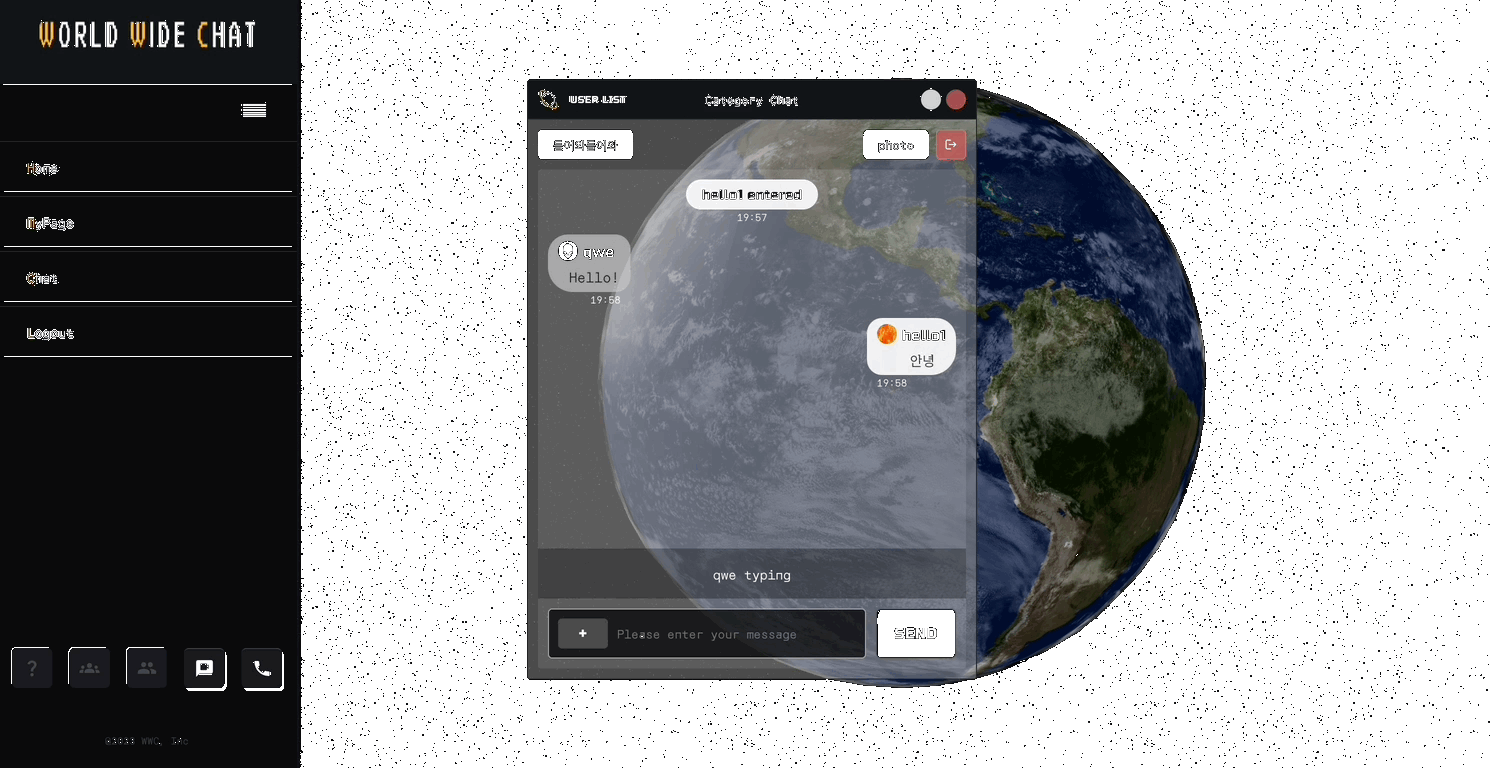 WORLD WIDE CHAT
Home
MyPage
Chat
Logout
WWC.
USER LIST
Category Chat
들어와들어와
photo
hello1 entered
19:57
qwe
Hello!
19:58
hello1
안녕
19:58
qwe typing
+
Please enter your message
SEND
?